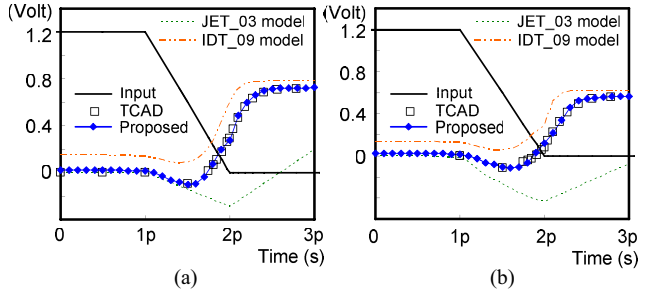 (Volt)
JET_03 model
IDT_09 model
1.2
0.8
0.4
0
Input
TCAD
Proposed
0
1p
2p
3p
Time (s)
(a)
(Volt)
JET_03 model
IDT_09 model
1.2
0.8
0.4
0
Input
TCAD
Proposed
0
1p
2p
3p
Time (s)
(b)